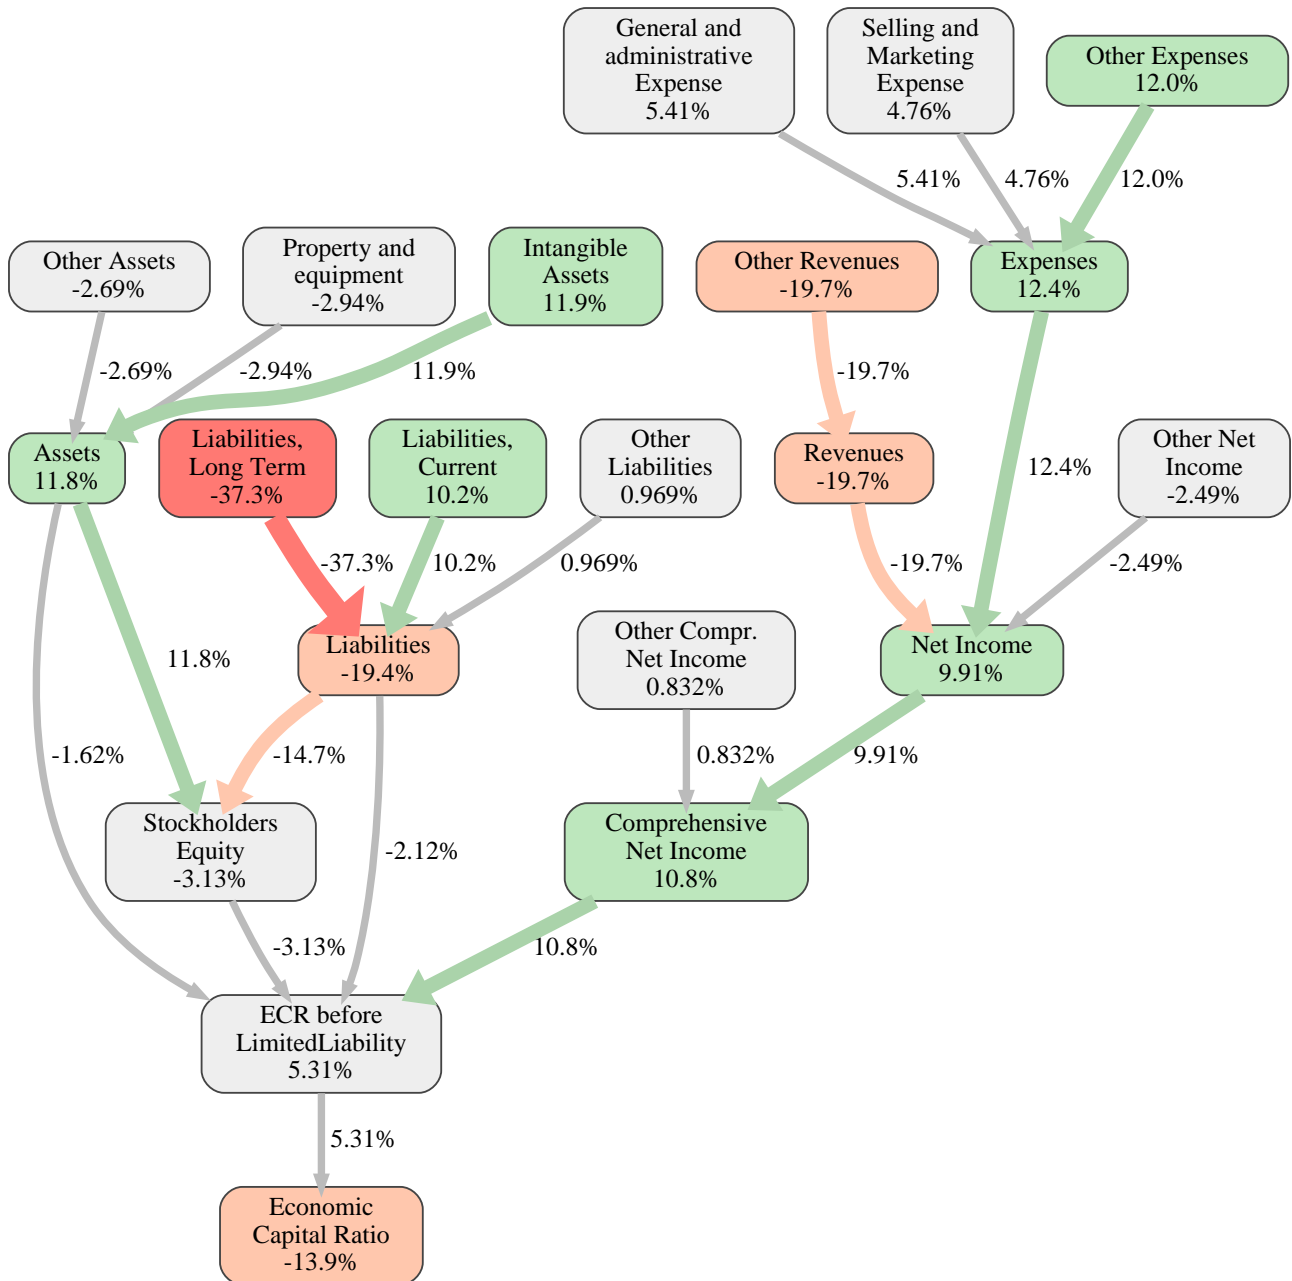 General and
administrative
Expense
5.41%
Selling and
Marketing
Expense
4.76%
Other Expenses
12.0%
5.41%
4.76%
12.0%
Other Assets
-2.69%
Property and
equipment
-2.94%
Intangible
Assets
11.9%
Other Revenues
-19.7%
Expenses
12.4%
-2.69%
-2.94%
11.9%
-19.7%
Assets
11.8%
Liabilities,
Long Term
-37.3%
Liabilities,
Current
10.2%
Other
Liabilities
0.969%
Revenues
-19.7%
12.4%
Other Net
Income
-2.49%
-37.3%
10.2%
0.969%
-19.7%
-2.49%
11.8%
Liabilities
-19.4%
Other Compr.
Net Income
0.832%
Net Income
9.91%
-1.62%
-14.7%
0.832%
9.91%
Stockholders
Equity
-3.13%
-2.12%
Comprehensive
Net Income
10.8%
-3.13%
10.8%
ECR before
LimitedLiability
5.31%
5.31%
Economic
Capital Ratio
-13.9%